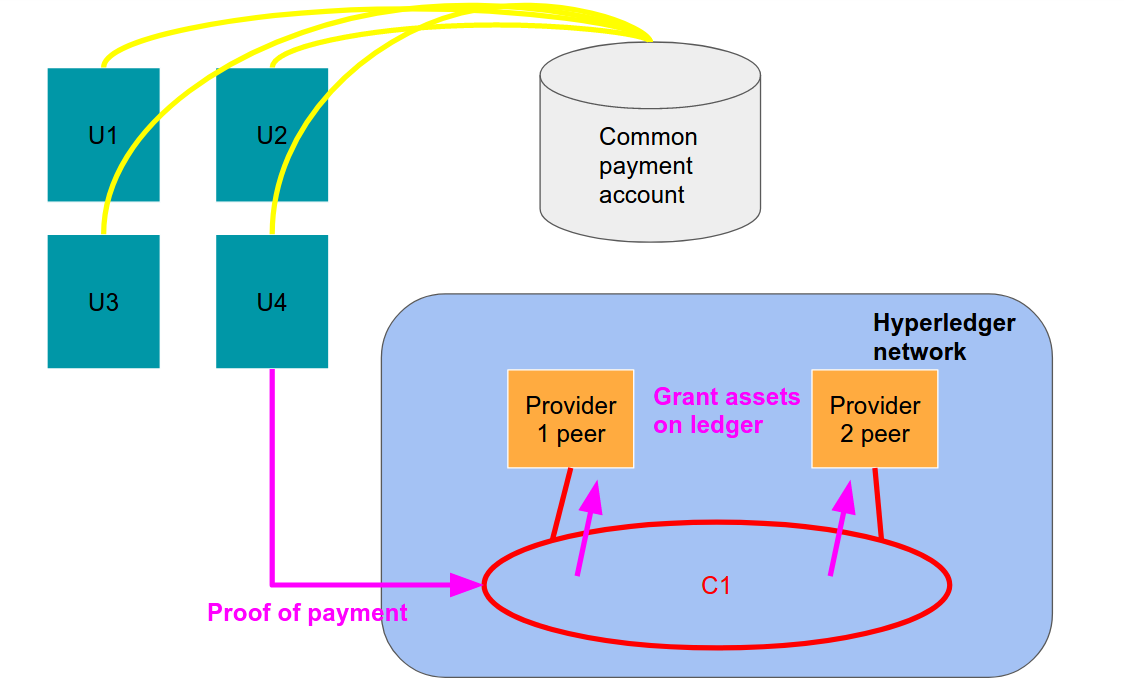 U1
U2
Common
payment
account
U3
U4
Hyperledger
network
Provider
1 peer
Grant assets
on ledger
Provider
2 peer
C1
Proof of payment